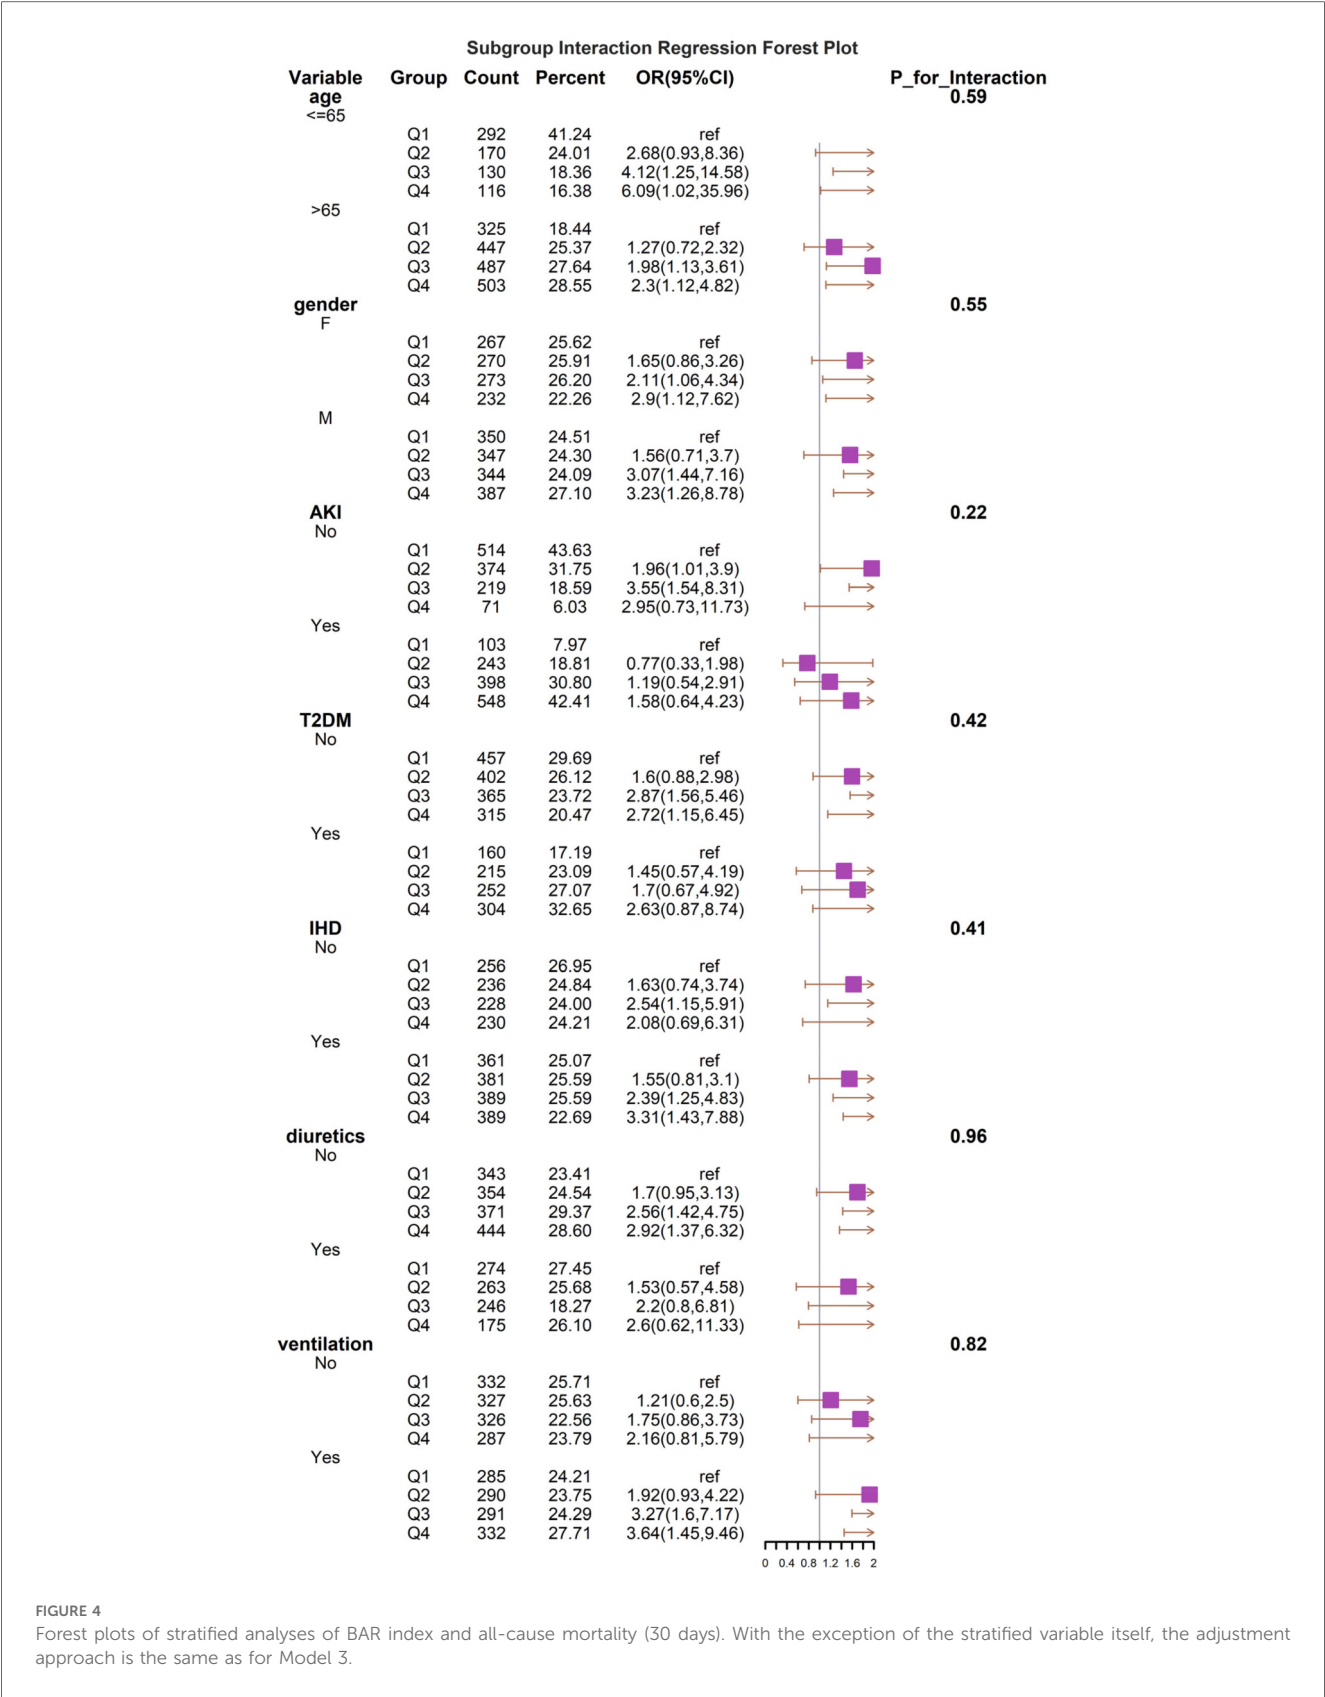 Subgroup Interaction Regression Forest Plot
Variable Group Count Percent OR(95%CI) P_for_Interaction
age 0.59
<=65
Q1 292 41.24 ref
Q2 170 24.01 2.68(0.93,8.36)
Q3 130 18.36 4.12(1.25,14.58)
Q4 116 16.38 6.09(1.02,35.96)
>65
Q1 325 18.44 ref
Q2 447 25.37 1.27(0.72,2.32)
Q3 487 27.64 1.98(1.13,3.61)
Q4 503 28.55 2.3(1.12,4.82)
gender 0.55
F
Q1 267 25.62 ref
Q2 270 25.91 1.65(0.86,3.26)
Q3 273 26.20 2.11(1.06,4.34)
Q4 232 22.26 2.9(1.12,7.62)
M
Q1 350 24.51 ref
Q2 347 24.30 1.56(0.71,3.7)
Q3 344 24.09 3.07(1.44,7.16)
Q4 387 27.10 3.23(1.26,8.78)
AKI 0.22
No
Q1 514 43.63 ref
Q2 374 31.75 1.96(1.01,3.9)
Q3 219 18.59 3.55(1.54,8.31)
Q4 71 6.03 2.95(0.73,11.73)
Yes
Q1 103 7.97 ref
Q2 243 18.81 0.77(0.33,1.98)
Q3 398 30.80 1.19(0.54,2.91)
Q4 548 42.41 1.58(0.64,4.23)
T2DM 0.42
No
Q1 457 29.69 ref
Q2 402 26.12 1.6(0.88,2.98)
Q3 365 23.72 2.87(1.56,5.46)
Q4 315 20.47 2.72(1.15,6.45)
Yes
Q1 160 17.19 ref
Q2 215 23.09 1.45(0.57,4.19)
Q3 252 27.07 1.7(0.67,4.92)
Q4 304 32.65 2.63(0.87,8.74)
IHD 0.41
No
Q1 256 26.95 ref
Q2 236 24.84 1.63(0.74,3.74)
Q3 228 24.00 2.54(1.15,5.91)
Q4 230 24.21 2.08(0.69,6.31)
Yes
Q1 361 25.07 ref
Q2 381 25.59 1.55(0.81,3.1)
Q3 389 25.59 2.39(1.25,4.83)
Q4 389 22.69 3.31(1.43,7.88)
diuretics 0.96
No
Q1 343 23.41 ref
Q2 354 24.54 1.7(0.95,3.13)
Q3 371 29.37 2.56(1.42,4.75)
Q4 444 28.60 2.92(1.37,6.32)
Yes
Q1 274 27.45 ref
Q2 263 25.68 1.53(0.57,4.58)
Q3 246 18.27 2.2(0.8,6.81)
Q4 175 26.10 2.6(0.62,11.33)
ventilation 0.82
No
Q1 332 25.71 ref
Q2 327 25.63 1.21(0.6,2.5)
Q3 326 22.56 1.75(0.86,3.73)
Q4 287 23.79 2.16(0.81,5.79)
Yes
Q1 285 24.21 ref
Q2 290 23.75 1.92(0.93,4.22)
Q3 291 24.29 3.27(1.6,7.17)
Q4 332 27.71 3.64(1.45,9.46)
0 0.4 0.8 1.2 1.6 2
FIGURE 4
Forest plots of stratified analyses of BAR index and all-cause mortality (30 days). With the exception of the stratified variable itself, the adjustment
approach is the same as for Model 3.